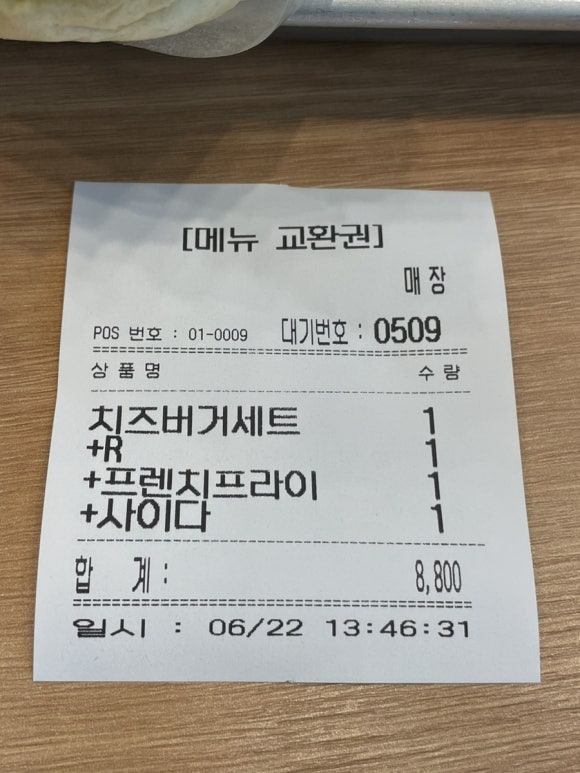 [메뉴 교환권]
매장
POS 번호 : 01-0009 대기번호 : 0509
상품명 수량
치즈버거세트 1
+R 1
+프렌치프라이 1
+사이다 1
합 계 : 8,800
일시 : 06/22 13:46:31